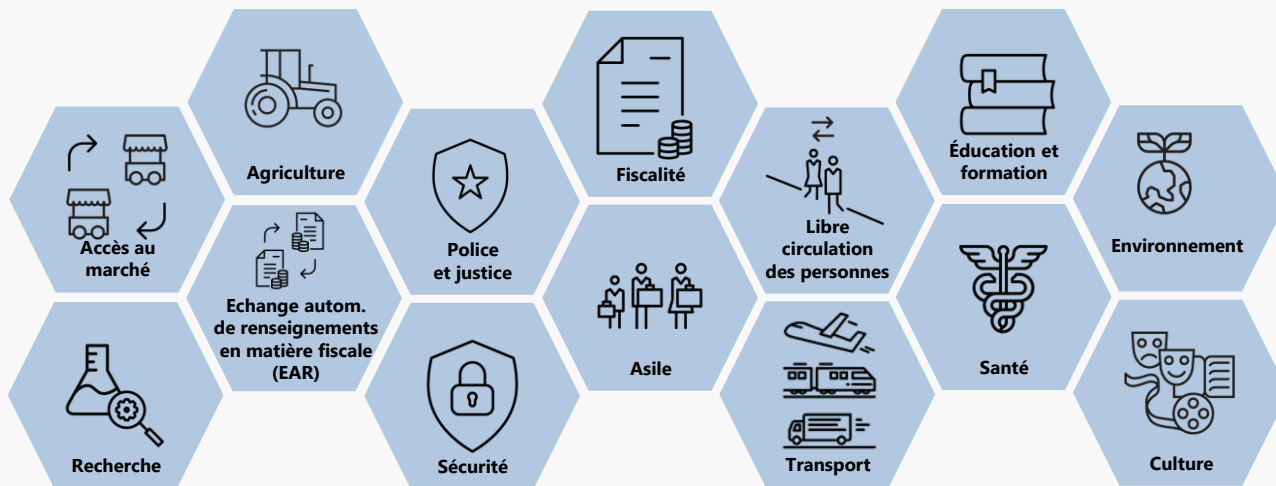 Agriculture
Fiscalité
Éducation et
formation
Accès au
marché
Police
et justice
Libre
circulation
des personnes
Environnement
Echange autom.
de renseignements
en matière fiscale
(EAR)
Asile
Santé
Recherche
Sécurité
Transport
Culture